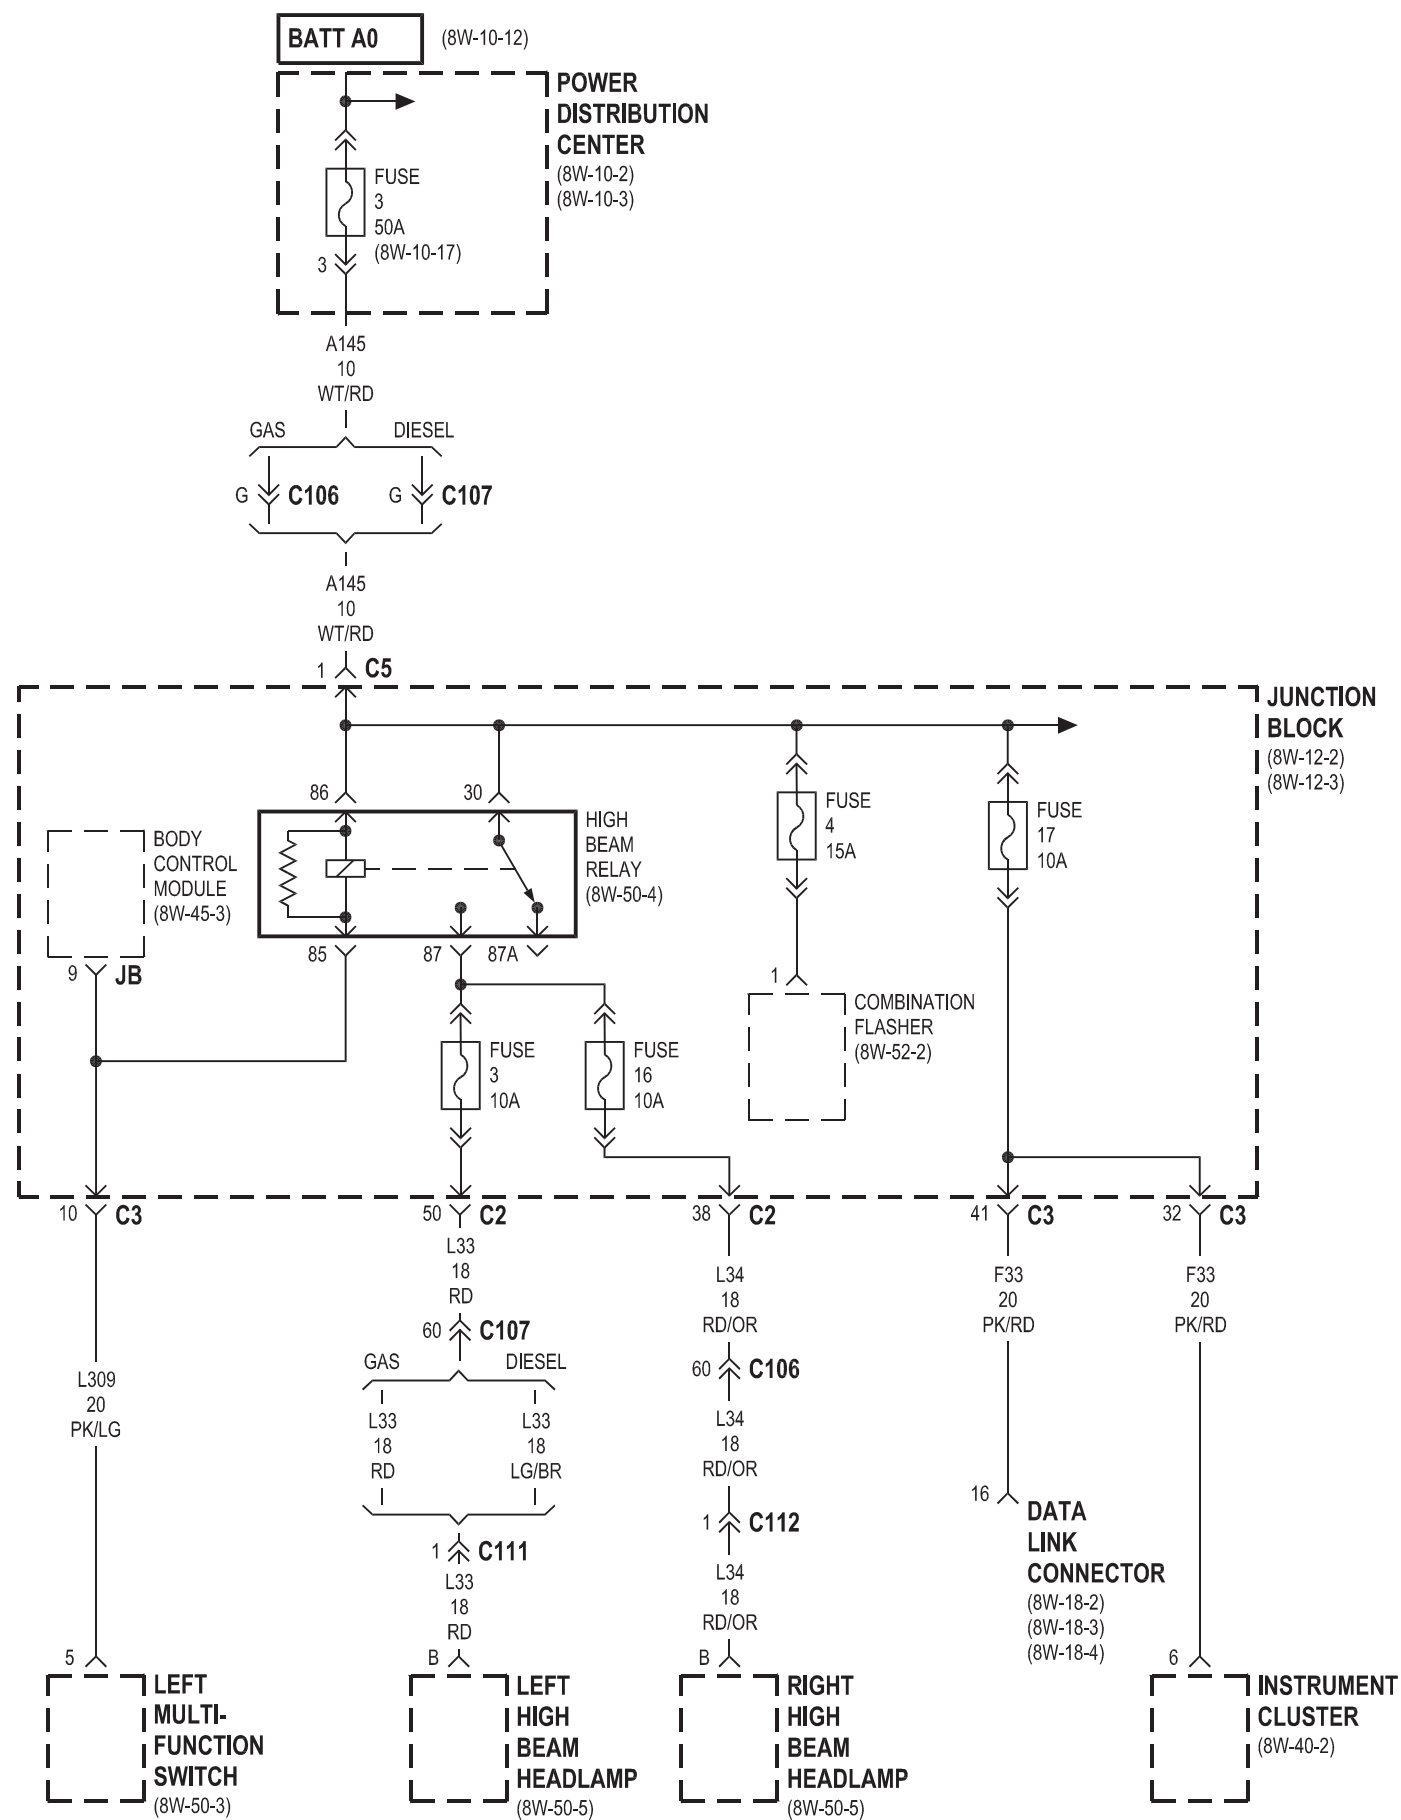 BATT A0
(8W-10-12)
POWER
DISTRIBUTION
CENTER
(8W-10-2)
(8W-10-3)
FUSE
3
50A
(8W-10-17)
3
A145
10
WT/RD
GAS
DIESEL
G
C106
G
C107
A145
10
WT/RD
1
C5
JUNCTION
BLOCK
(8W-12-2)
(8W-12-3)
86
30
HIGH
BEAM
RELAY
(8W-50-4)
FUSE
4
15A
FUSE
17
10A
BODY
CONTROL
MODULE
(8W-45-3)
9
JB
85
87
87A
1
COMBINATION
FLASHER
(8W-52-2)
FUSE
3
10A
FUSE
16
10A
10
C3
50
C2
38
C2
41
C3
32
C3
L33
18
RD
L34
18
RD/OR
F33
20
PK/RD
F33
20
PK/RD
60
C107
60
C106
GAS
DIESEL
L309
20
PK/LG
L33
18
RD
L33
18
LG/BR
L34
18
RD/OR
16
DATA
LINK
CONNECTOR
(8W-18-2)
(8W-18-3)
(8W-18-4)
1
C111
1
C112
L33
18
RD
L34
18
RD/OR
5
LEFT
MULTI-
FUNCTION
SWITCH
(8W-50-3)
B
LEFT
HIGH
BEAM
HEADLAMP
(8W-50-5)
B
RIGHT
HIGH
BEAM
HEADLAMP
(8W-50-5)
6
INSTRUMENT
CLUSTER
(8W-40-2)